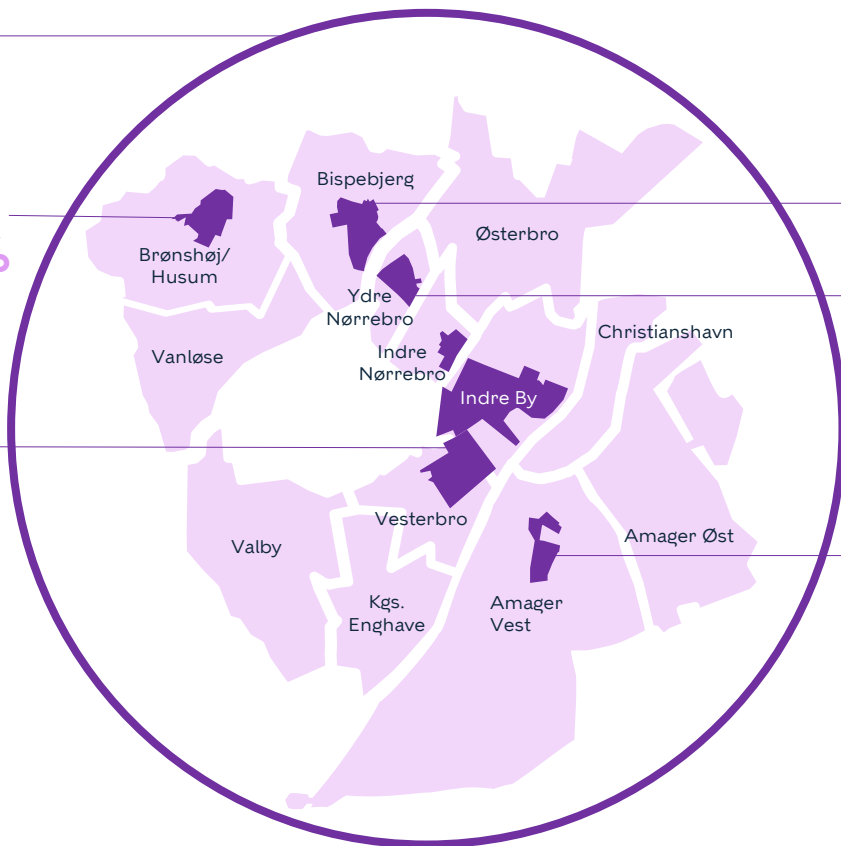 Bispebjerg
Østerbro
Brønshøj/
Husum
Ydre
Nørrebro
Christianshavn
Vanløse
Indre
Nørrebro
Indre By
Vesterbro
Valby
Amager Øst
Kgs.
Enghave
Amager
Vest